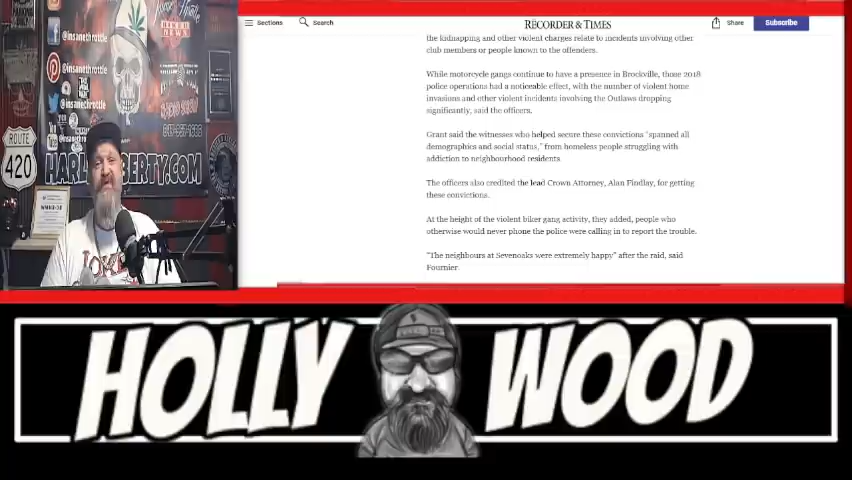 Sections
Search
RECORDER & TIMES
Share
Subscribe
the kidnapping and other violent charges relate to incidents involving other
club members or people known to the offenders.
While motorcycle gangs continue to have a presence in Brockville, those 2018
police operations had a noticeable effect, with the number of violent home
invasions and other violent incidents involving the Outlaws dropping
significantly, said the officers.
Grant said the witnesses who helped secure these convictions "spanned all
demographics and social status," from homeless people struggling with
addiction to neighbourhood residents.
The officers also credited the lead Crown Attorney, Alan Findlay, for getting
these convictions.
At the height of the violent biker gang activity, they added, people who
otherwise would never phone the police were calling in to report the trouble.
"The neighbours at Sevenoaks were extremely happy" after the raid, said
Fournier.
@insanethrottle
@insanethrottle
@insanethrottle
ROUTE
420
HOLLY WOOD